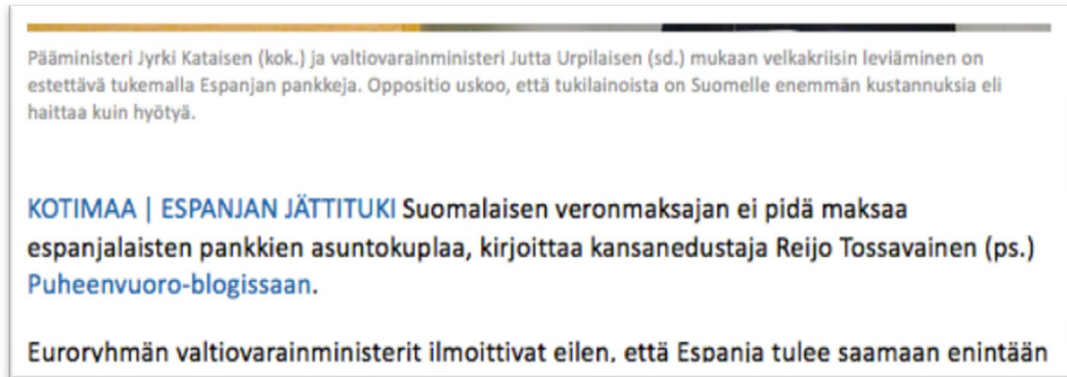 Pääministeri Jyrki Kataisen (kok.) ja valtiovarainministeri Jutta Urpilaisen (sd.) mukaan velkakriisin leviäminen on
estettävä tukemalla Espanjan pankkeja. Oppositio uskoo, että tukilainoista on Suomelle enemmän kustannuksia eli
haittaa kuin hyötyä.
KOTIMAA | ESPANJAN JÄTTITUKI Suomalaisen veronmaksajan ei pidä maksaa
espanjalaisten pankkien asuntokuplaa, kirjoittaa kansanedustaja Reijo Tossavainen (ps.)
Puheenvuoro-blogissaan.
Euroryhmän valtiovarainministerit ilmoittivat eilen, että Espanja tulee saamaan enintään